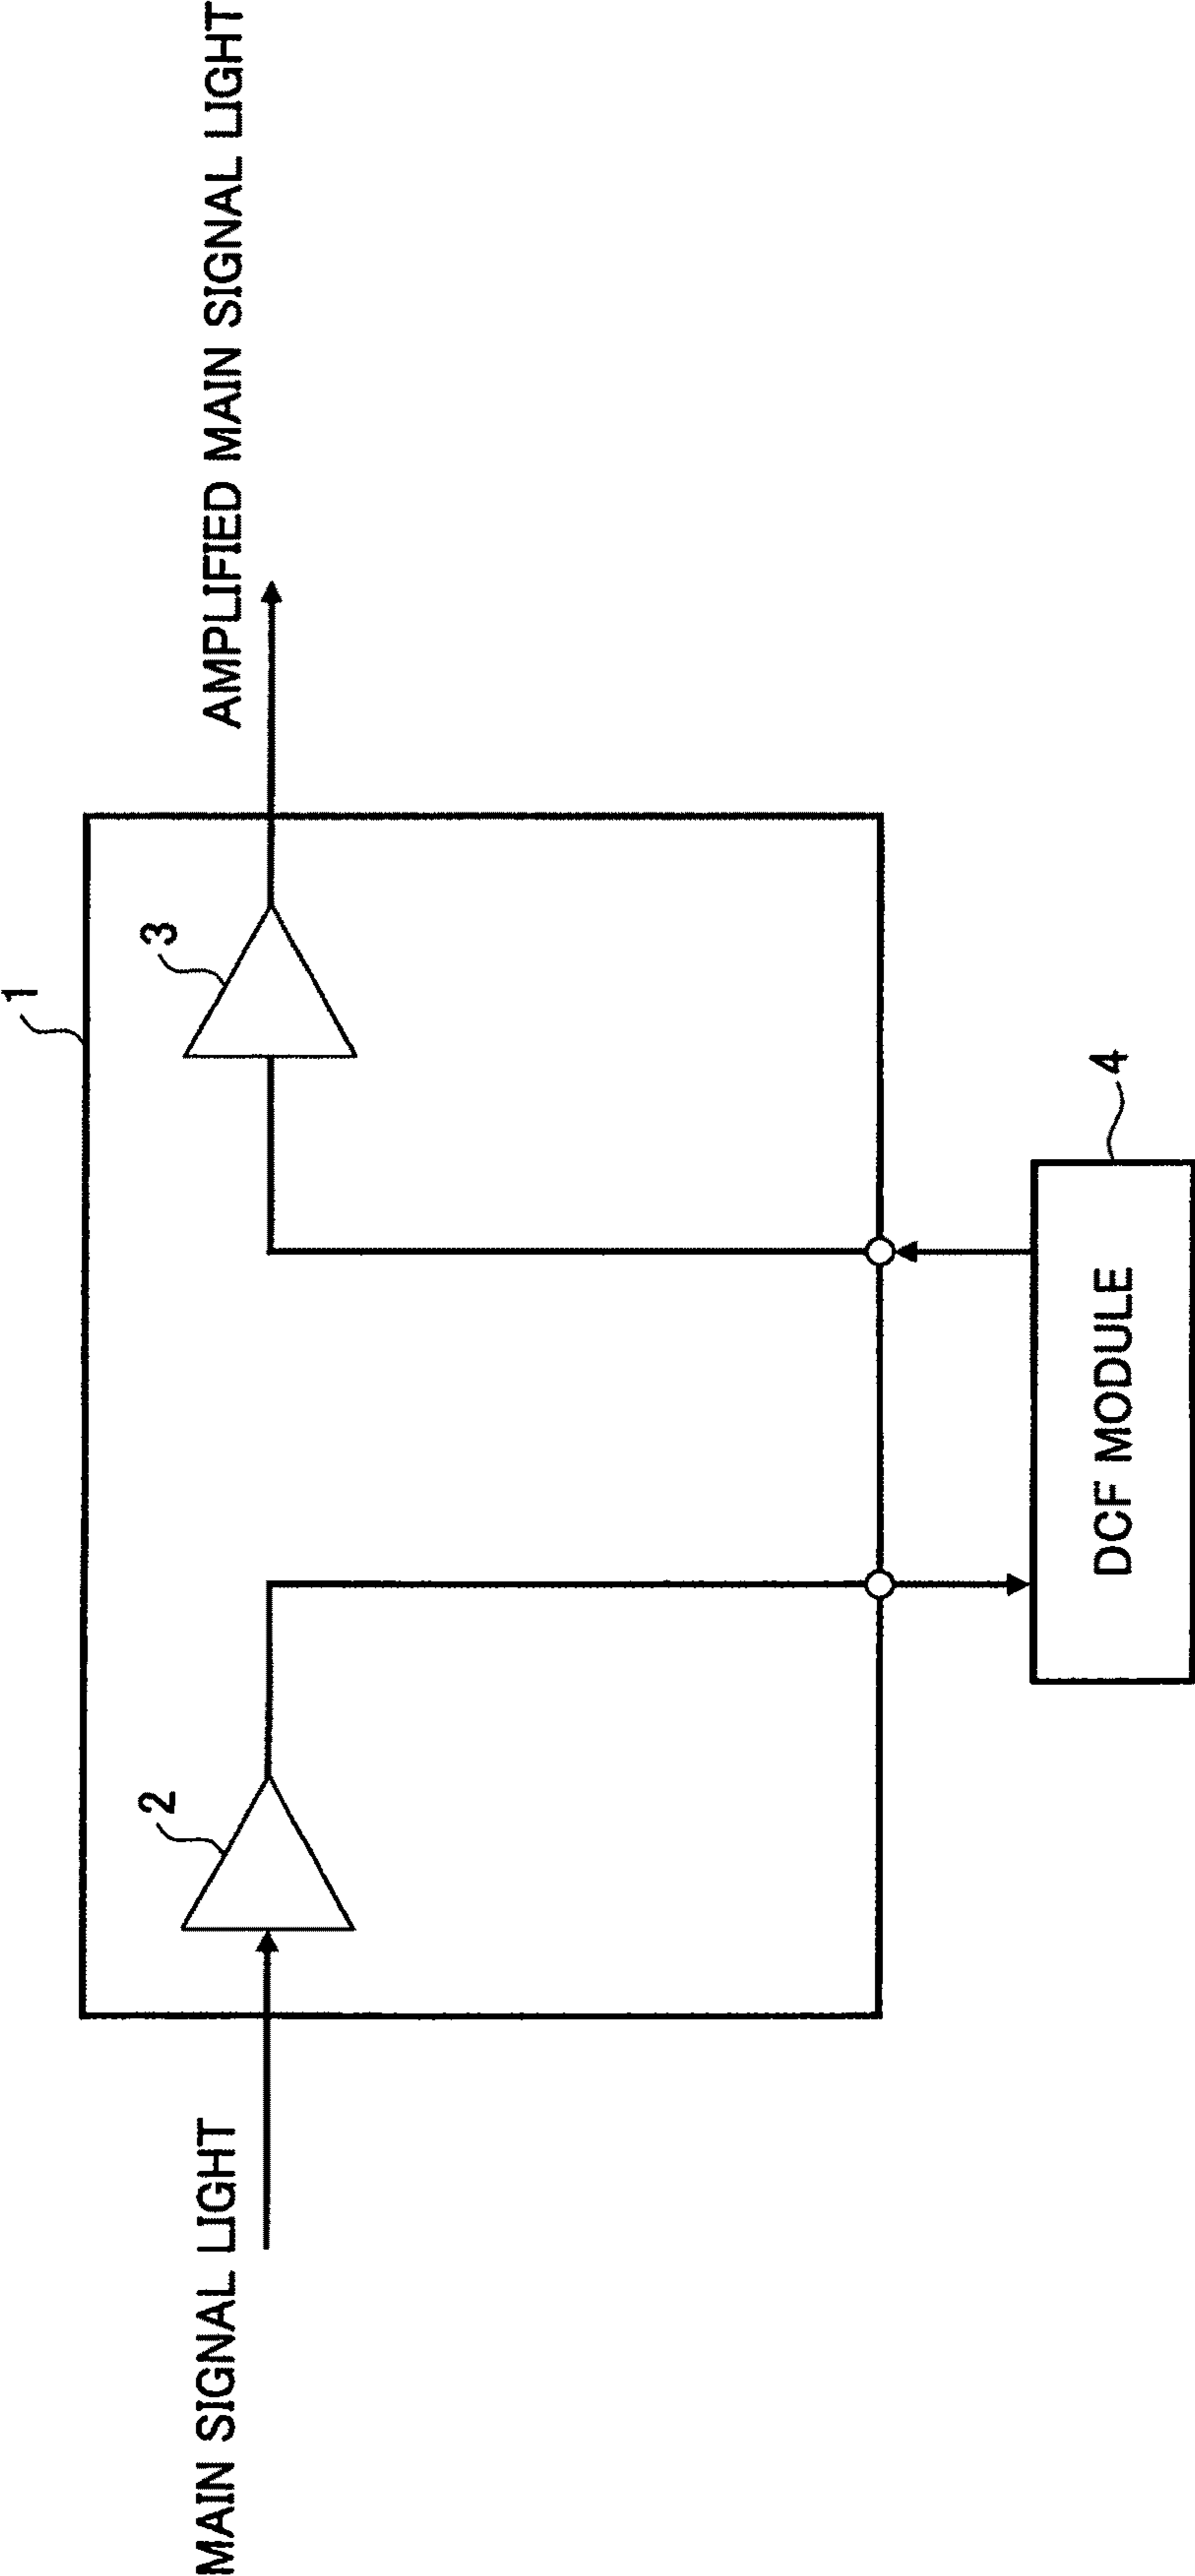 1
2
3
MAIN SIGNAL LIGHT
AMPLIFIED MAIN SIGNAL LIGHT
4
DCF MODULE